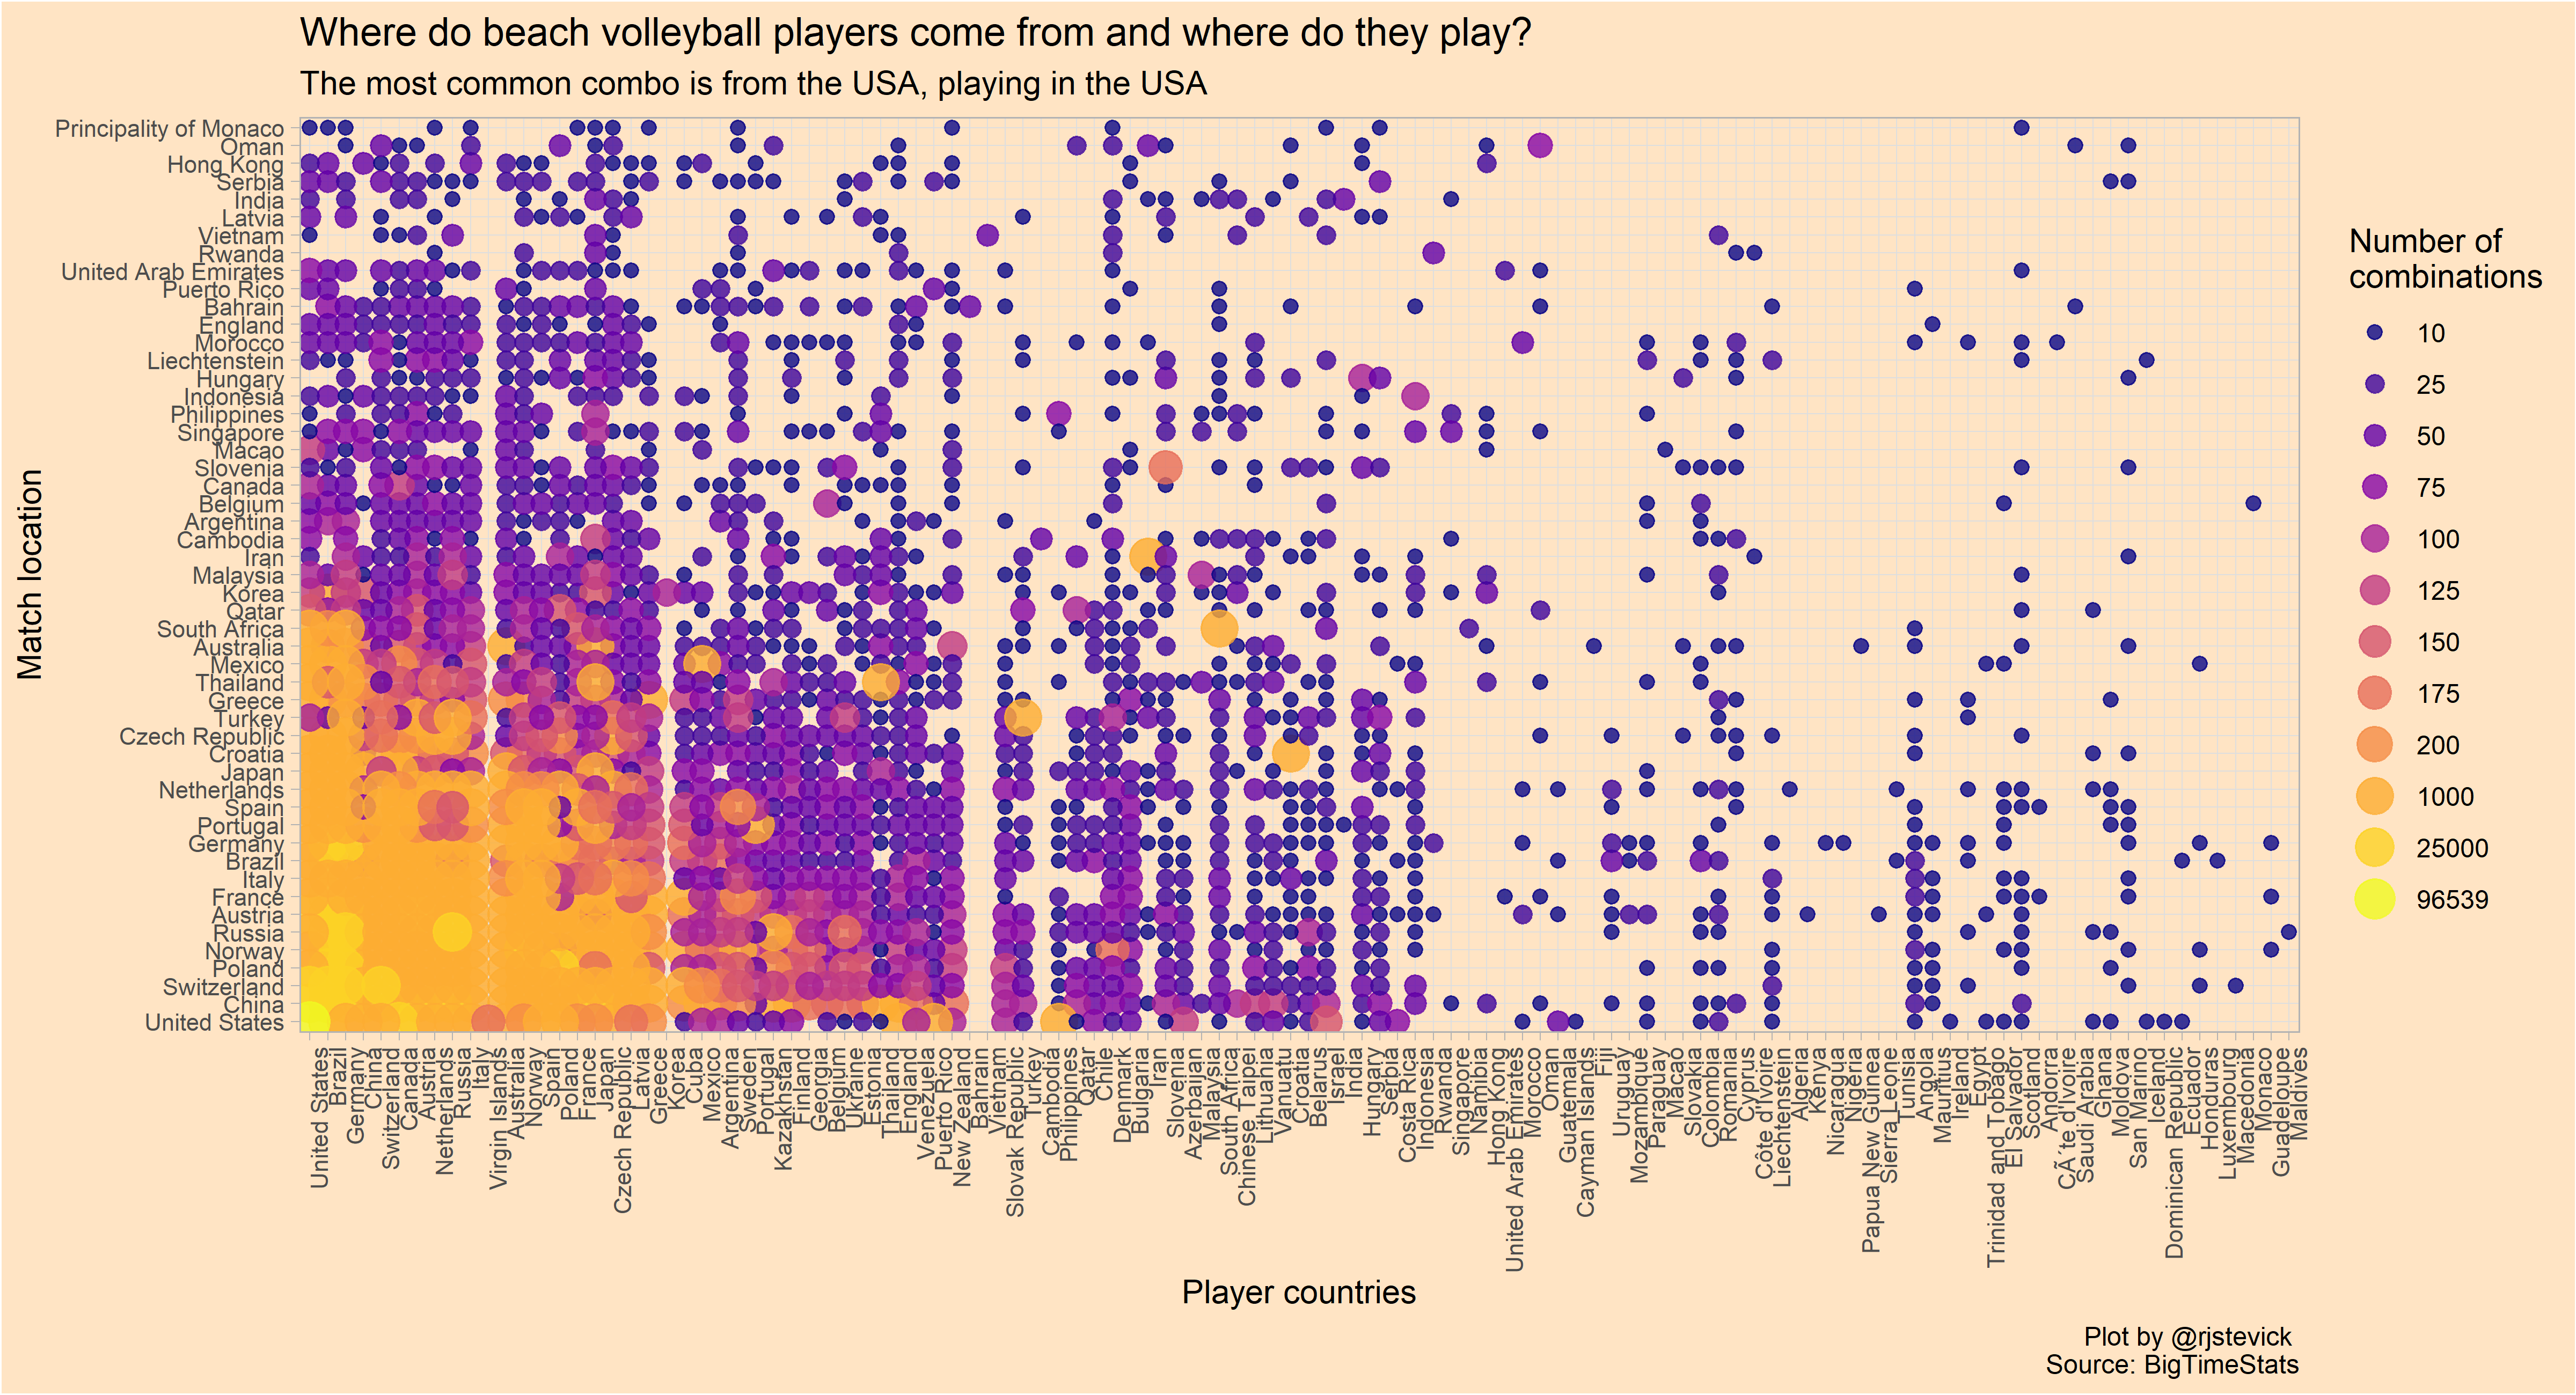 Where do beach volleyball players come from and where do they play?
The most common combo is from the USA, playing in the USA
Match location
Principality of Monaco
Oman
Hong Kong
Serbia
India
Latvia
Vietnam
Rwanda
United Arab Emirates
Puerto Rico
Bahrain
England
Morocco
Liechtenstein
Hungary
Indonesia
Philippines
Singapore
Macao
Slovenia
Canada
Belgium
Argentina
Cambodia
Iran
Malaysia
Korea
Qatar
South Africa
Australia
Mexico
Thailand
Greece
Turkey
Czech Republic
Croatia
Japan
Netherlands
Spain
Portugal
Germany
Brazil
Italy
France
Austria
Russia
Norway
Poland
Switzerland
China
United States
United States
Brazil
Germany
China
Switzerland
Canada
Austria
Netherlands
Russia
Italy
Virgin Islands
Australia
Norway
Spain
Poland
France
Japan
Czech Republic
Latvia
Greece
Korea
Cuba
Mexico
Argentina
Sweden
Portugal
Kazakhstan
Finland
Georgia
Belgium
Ukraine
Estonia
Thailand
England
Venezuela
Puerto Rico
New Zealand
Bahrain
Vietnam
Slovak Republic
Turkey
Cambodia
Philippines
Qatar
Chile
Denmark
Bulgaria
Iran
Slovenia
Azerbaijan
Malaysia
South Africa
Chinese Taipei
Lithuania
Vanuatu
Croatia
Belarus
Israel
India
Hungary
Serbia
Costa Rica
Indonesia
Rwanda
Singapore
Namibia
Hong Kong
United Arab Emirates
Morocco
Oman
Guatemala
Cayman Islands
Fiji
Uruguay
Mozambique
Paraguay
Macao
Slovakia
Colombia
Romania
Cyprus
Côte d'Ivoire
Liechtenstein
Algeria
Kenya
Nicaragua
Nigeria
Papua New Guinea
Sierra Leone
Tunisia
Angola
Mauritius
Ireland
Egypt
Trinidad and Tobago
El Salvador
Scotland
Andorra
CÃ´te d'Ivoire
Saudi Arabia
Ghana
Moldova
San Marino
Iceland
Dominican Republic
Ecuador
Honduras
Luxembourg
Macedonia
Monaco
Guadeloupe
Maldives
Player countries
Number of
combinations
10
25
50
75
100
125
150
175
200
1000
25000
96539
Plot by @rjstevick
Source: BigTimeStats